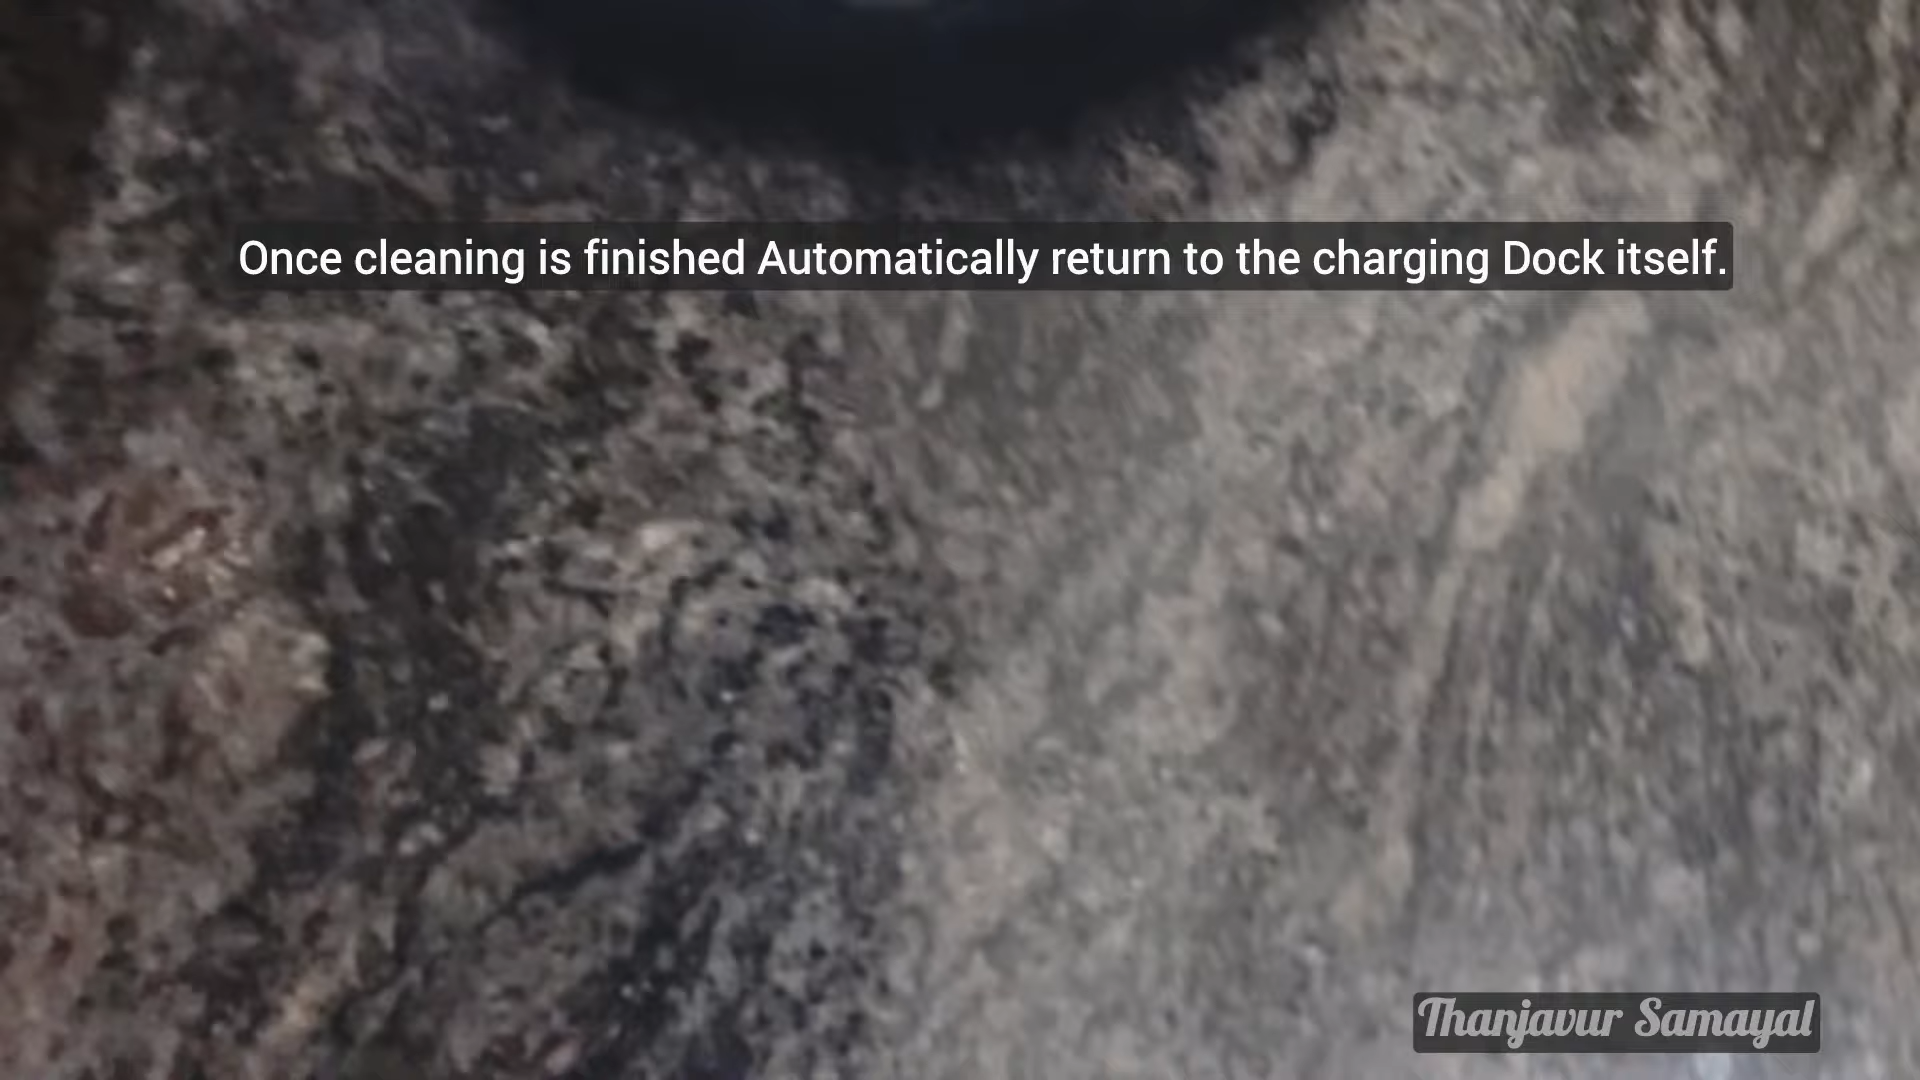 Once cleaning is finished Automatically return to the charging Dock itself.
Thanjavur Samayal